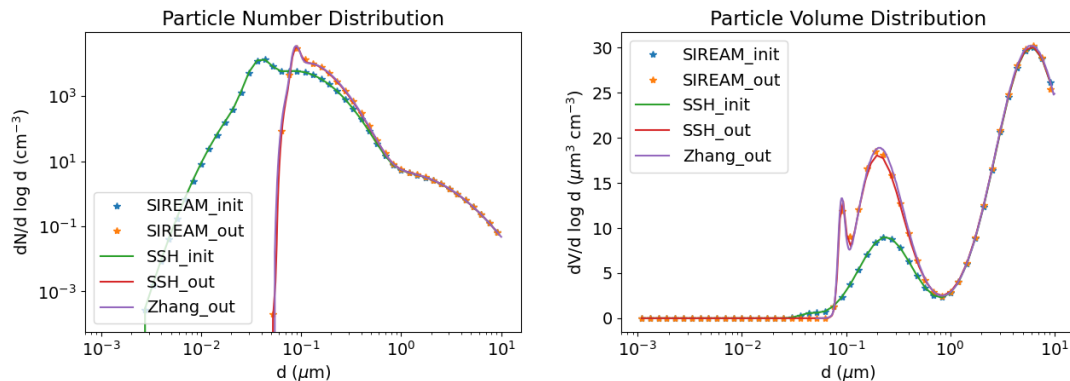 Particle Number Distribution
dN/d log d (cm⁻³)
10³
10¹
10⁻¹
10⁻³
SIREAM_init
SIREAM_out
SSH_init
SSH_out
Zhang_out
10⁻³ 10⁻² 10⁻¹ 10⁰ 10¹
d (μm)
Particle Volume Distribution
dV/d log d (μm³ cm⁻³)
30
25
20
15
10
5
0
SIREAM_init
SIREAM_out
SSH_init
SSH_out
Zhang_out
10⁻³ 10⁻² 10⁻¹ 10⁰ 10¹
d (μm)